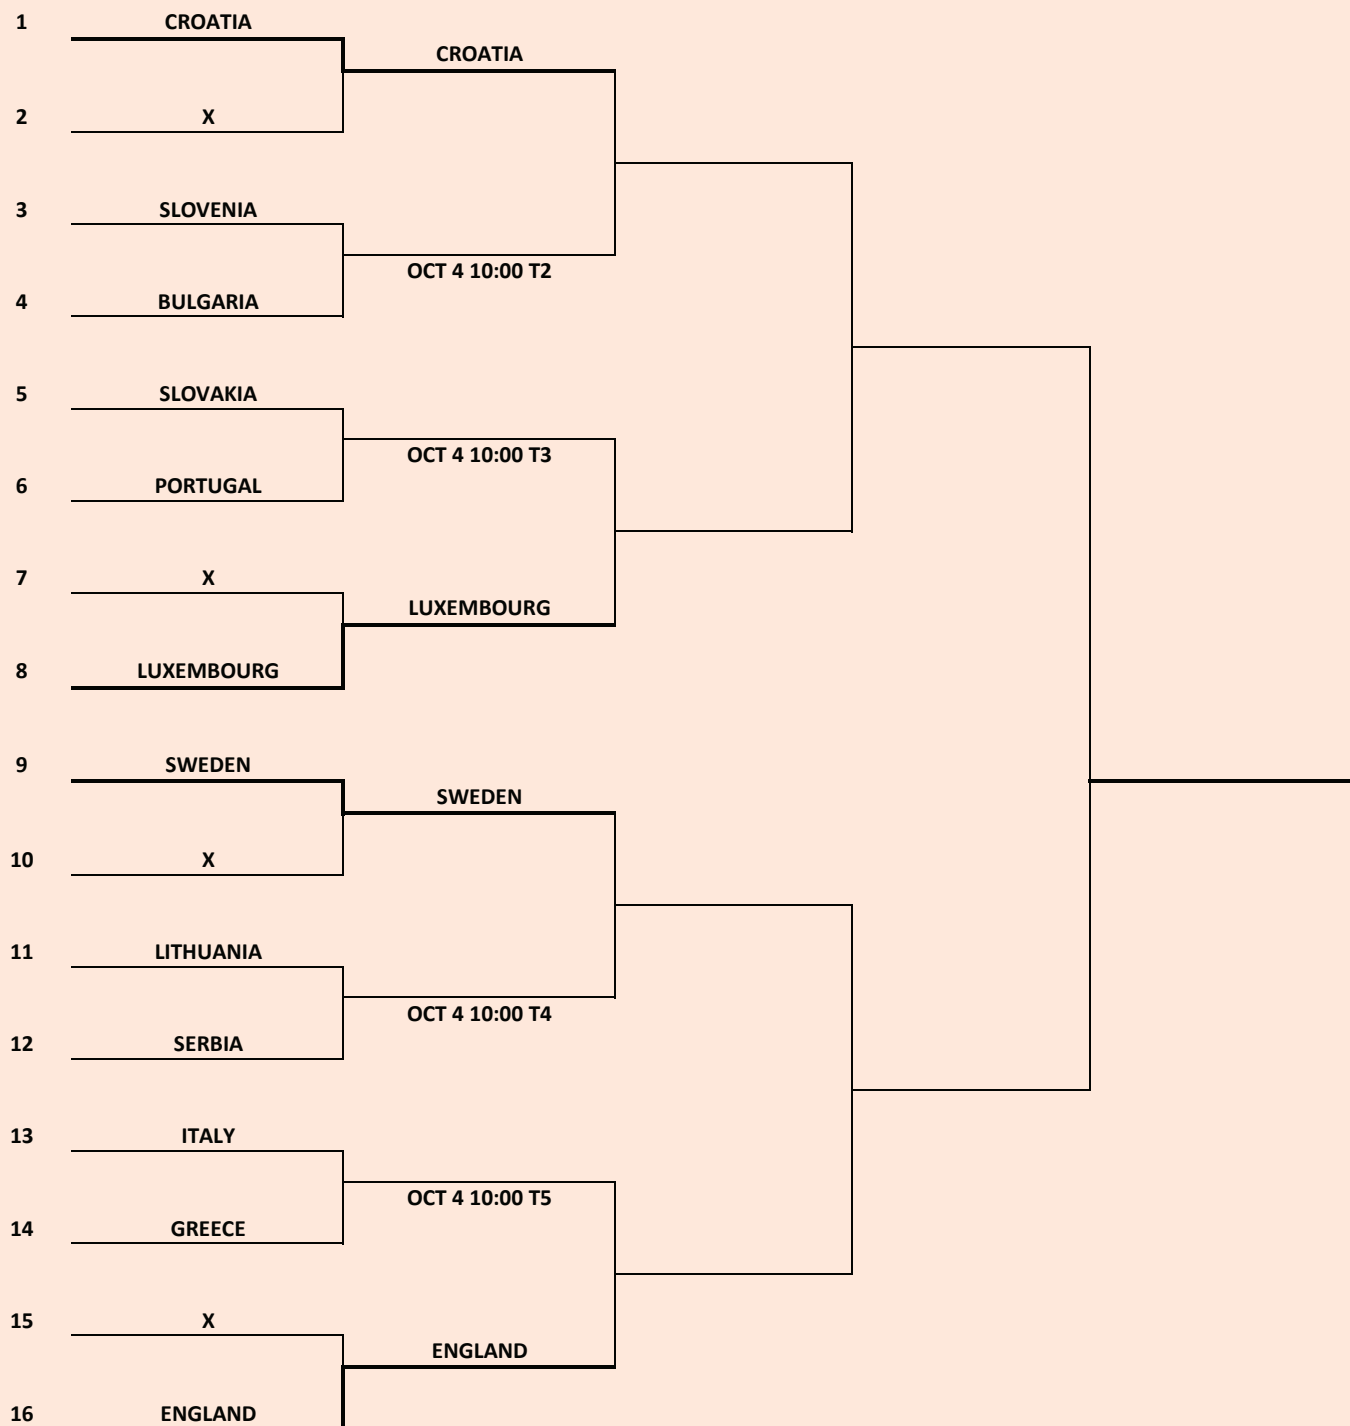 1 CROATIA
CROATIA
2 X
3 SLOVENIA
OCT 4 10:00 T2
4 BULGARIA
5 SLOVAKIA
OCT 4 10:00 T3
6 PORTUGAL
7 X
LUXEMBOURG
8 LUXEMBOURG
9 SWEDEN
SWEDEN
10 X
11 LITHUANIA
OCT 4 10:00 T4
12 SERBIA
13 ITALY
OCT 4 10:00 T5
14 GREECE
15 X
ENGLAND
16 ENGLAND